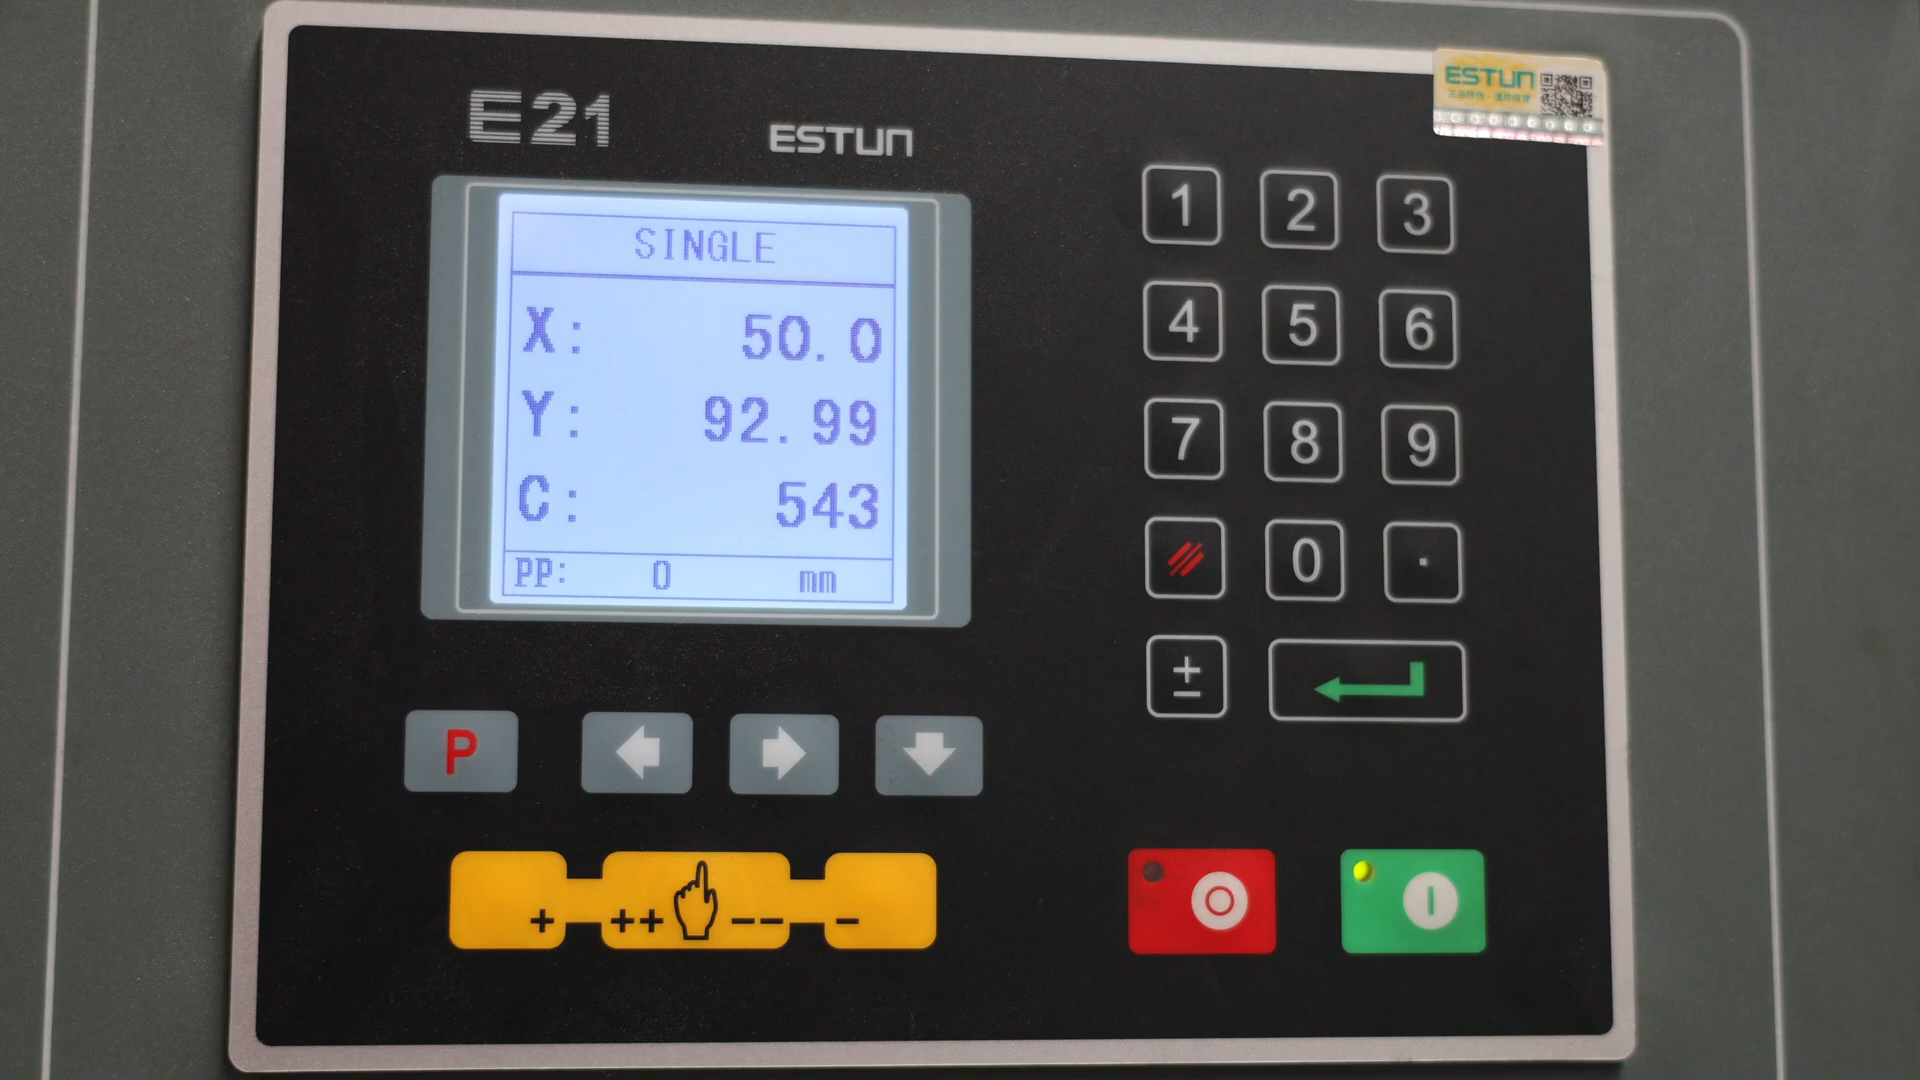 E21
ESTUN
ESTUN
SINGLE
X: 50.0
Y: 92.99
C: 543
PP: 0 mm
1 2 3
4 5 6
7 8 9
0 .
±
P
+ ++ -- -